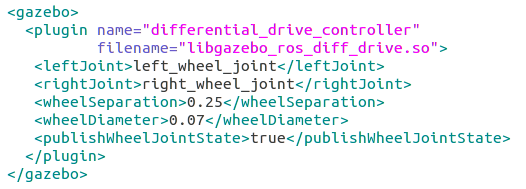 <gazebo>
  <plugin name="differential_drive_controller"
          filename="libgazebo_ros_diff_drive.so">
   <leftJoint>left_wheel_joint</leftJoint>
   <rightJoint>right_wheel_joint</rightJoint>
   <wheelSeparation>0.25</wheelSeparation>
   <wheelDiameter>0.07</wheelDiameter>
   <publishWheelJointState>true</publishWheelJointState>
  </plugin>
</gazebo>